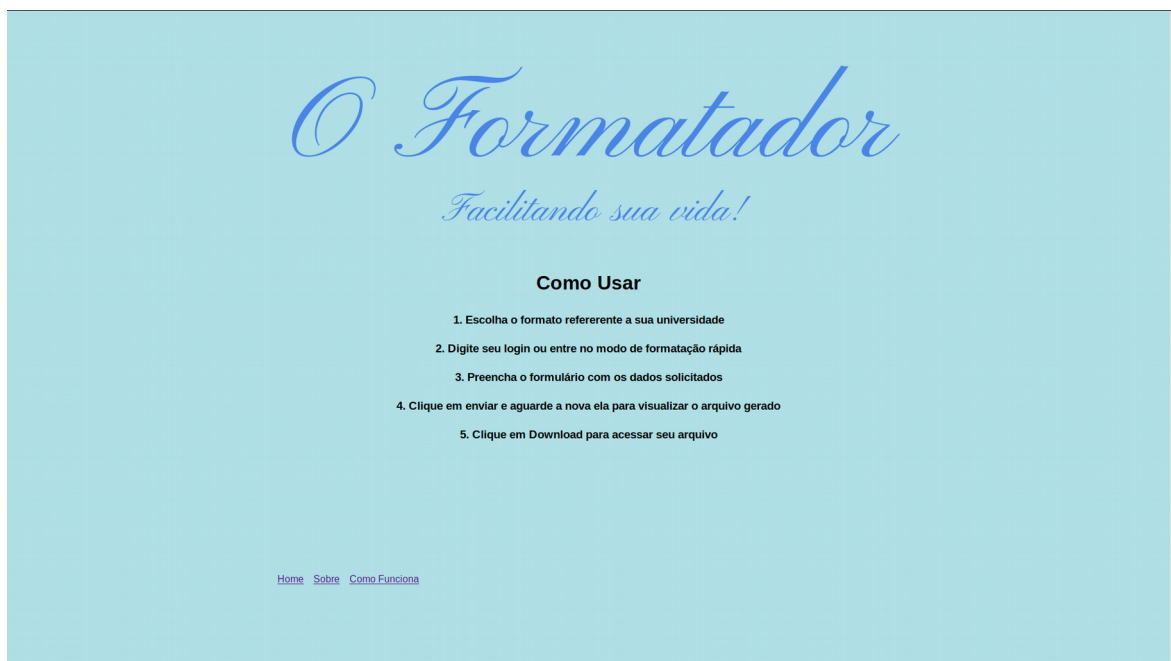 O Formatador
Facilitando sua vida!
Como Usar
1. Escolha o formato refererente a sua universidade
2. Digite seu login ou entre no modo de formatação rápida
3. Preencha o formulário com os dados solicitados
4. Clique em enviar e aguarde a nova ela para visualizar o arquivo gerado
5. Clique em Download para acessar seu arquivo
Home Sobre Como Funciona